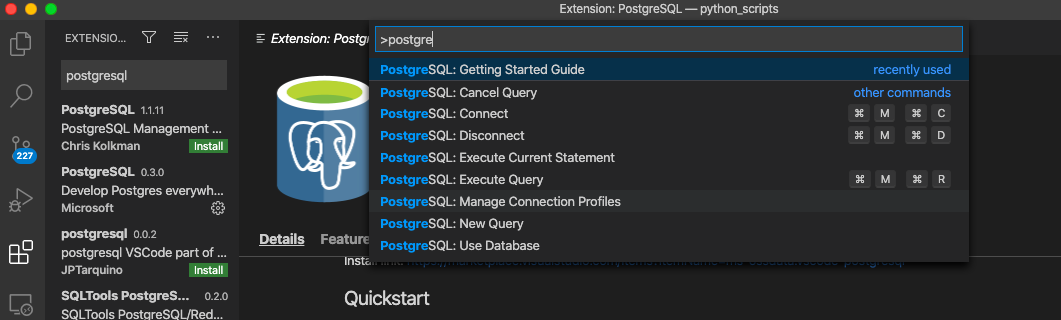 Extension: PostgreSQL — python_scripts
EXTENSIO...
Extension: Postg
>postgre
postgresql
PostgreSQL: Getting Started Guide recently used
PostgreSQL: Cancel Query other commands
PostgreSQL: Connect ⌘ M ⌘ C
PostgreSQL: Disconnect ⌘ M ⌘ D
PostgreSQL: Execute Current Statement
PostgreSQL: Execute Query ⌘ M ⌘ R
PostgreSQL: Manage Connection Profiles
PostgreSQL: New Query
PostgreSQL: Use Database
PostgreSQL 1.1.11
PostgreSQL Management ...
Chris Kolkman Install
PostgreSQL 0.3.0
Develop Postgres everywh...
Microsoft
postgresql 0.0.2
postgresql VSCode part of ...
JPTarquino Install
SQLTools PostgreS... 0.2.0
SQLTools PostgreSQL/Red...
227
Details Feature
Install link:
Quickstart